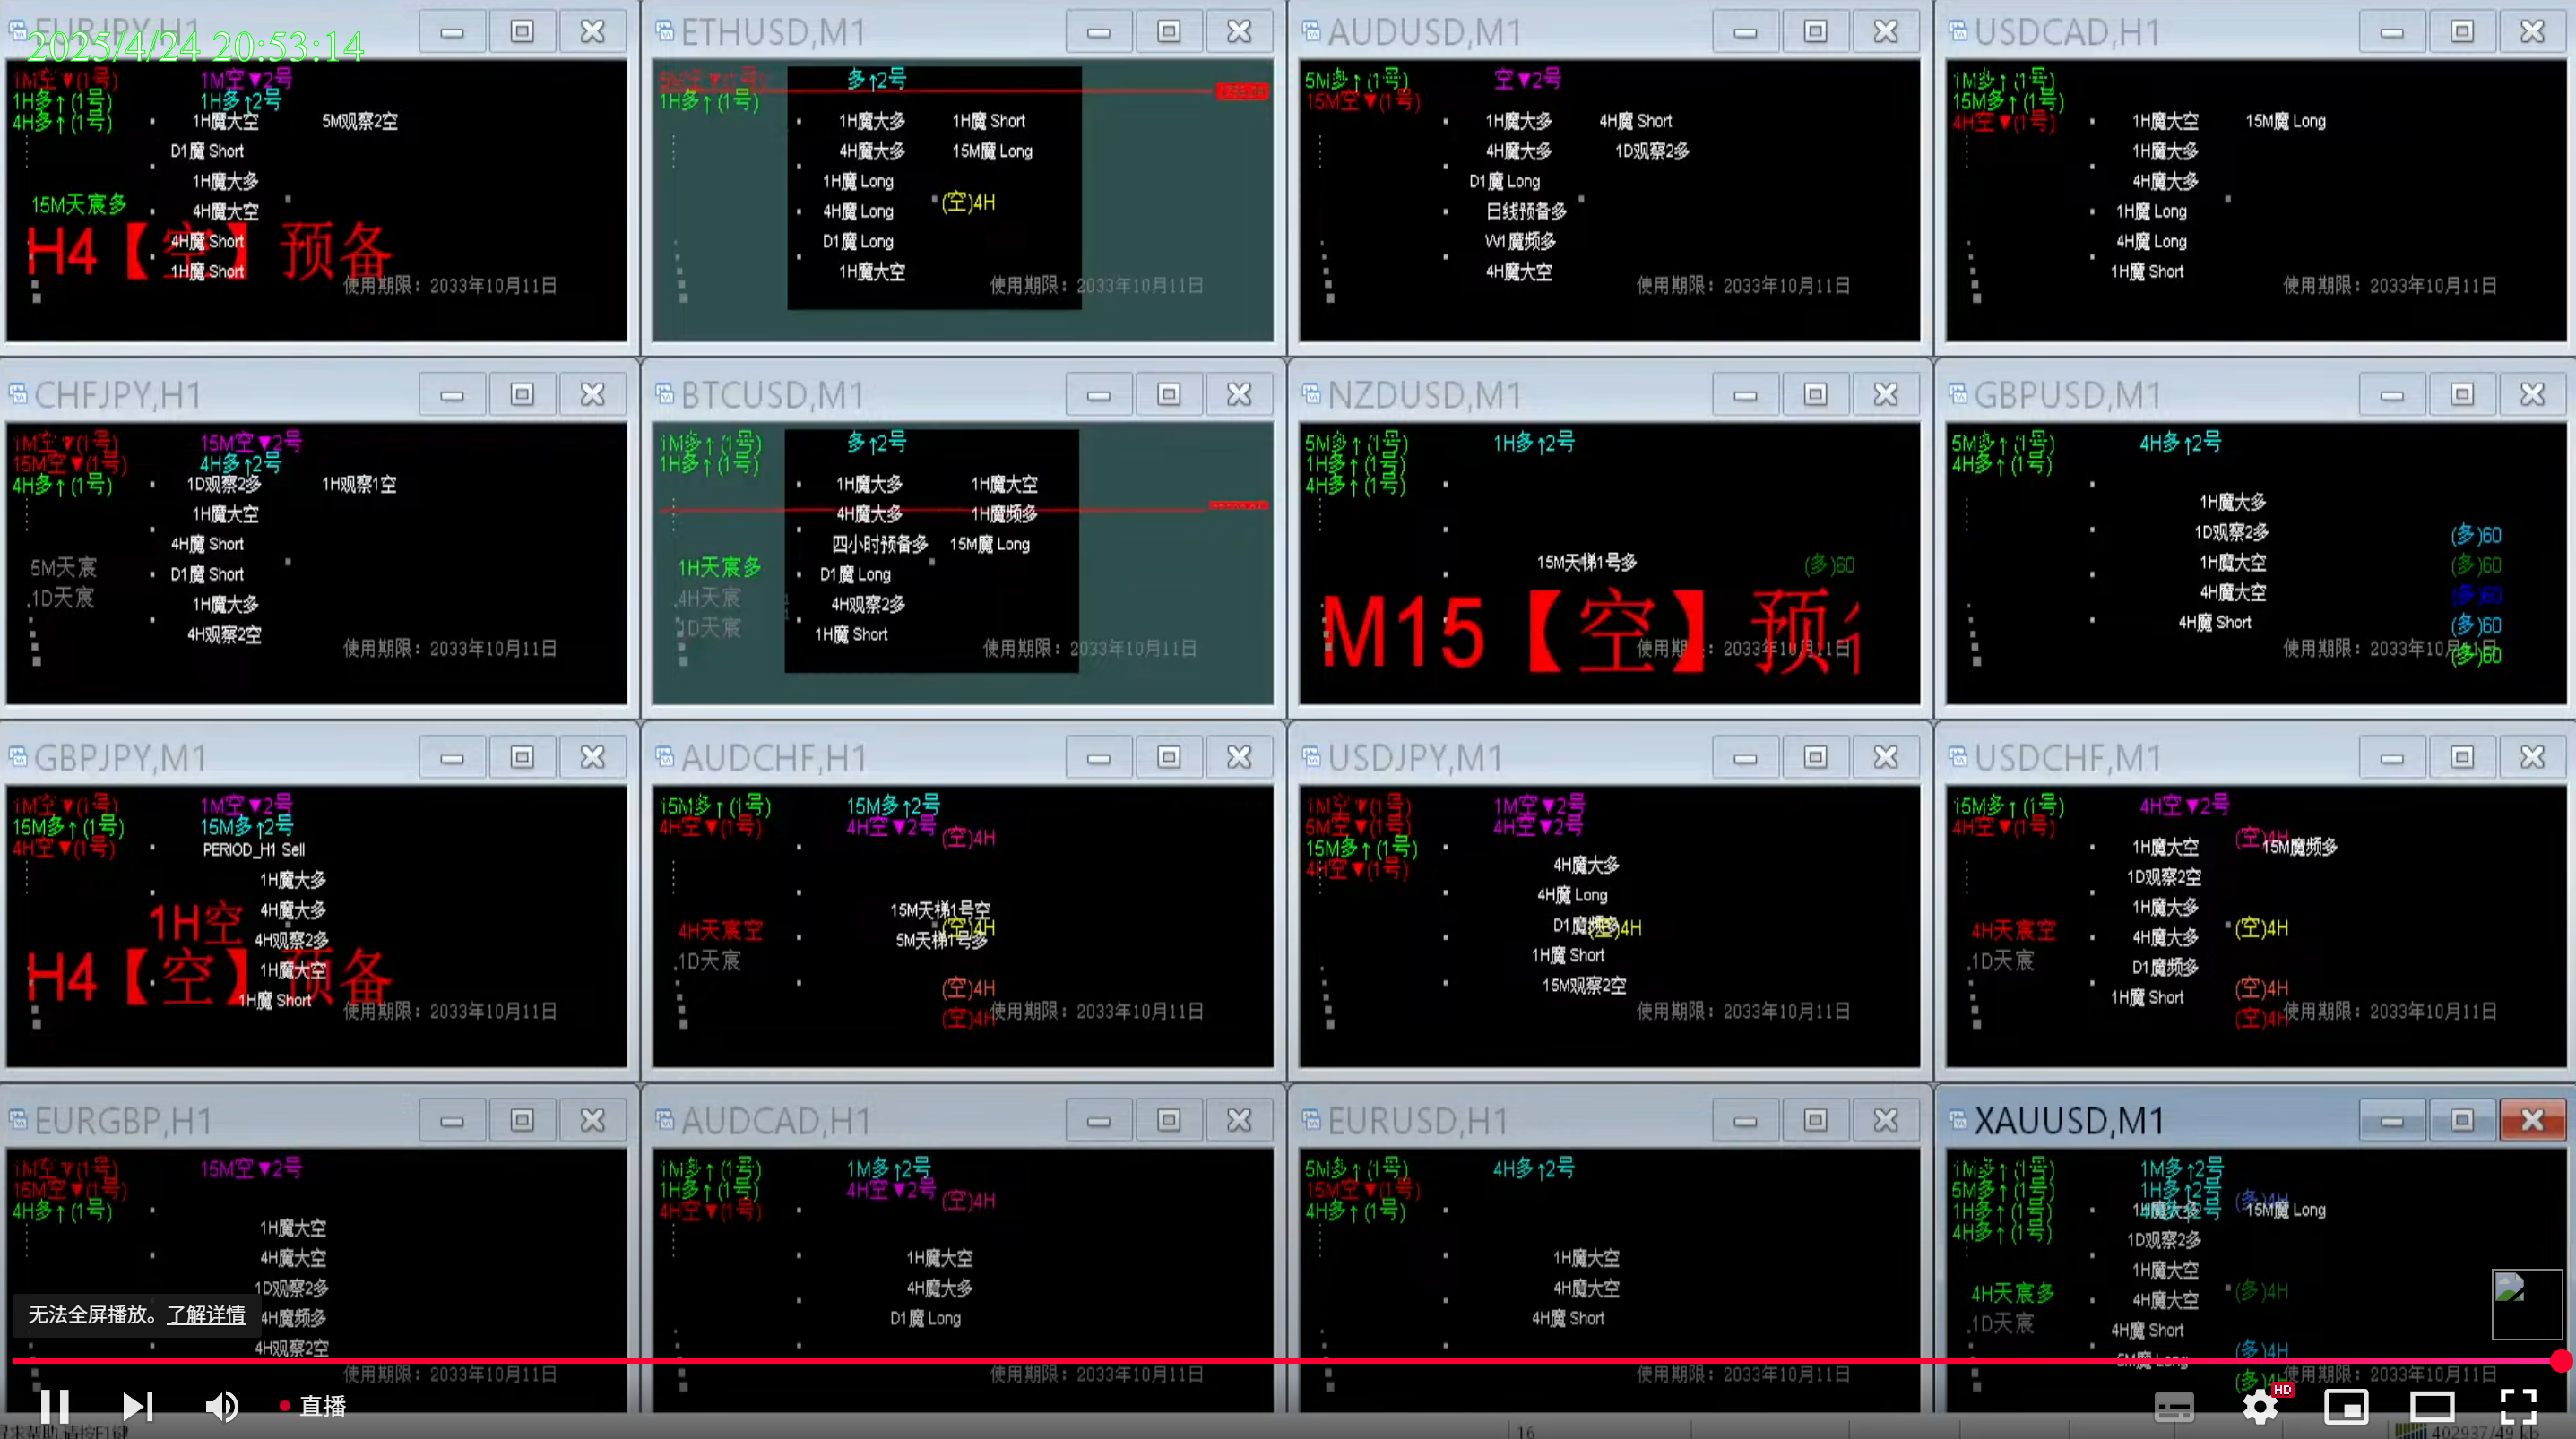 EURJPY,H1
2025/4/24 20:53:14
1M空▼(1号) 1M空▼2号
1H多↑(1号) 1H多↑2号
4H多↑(1号) 1H魔大空 5M观察2空
D1魔 Short
1H魔大多
15M天宸多 4H魔大空
H4【空】预备
4H魔 Short
1H魔 Short
使用期限：2033年10月11日
ETHUSD,M1
5M空▼(1号) 多↑2号
1H多↑(1号)
1H魔大多 1H魔 Short
4H魔大多 15M魔 Long
1H魔 Long
4H魔 Long (空)4H
D1魔 Long
1H魔大空
使用期限：2033年10月11日
AUDUSD,M1
5M多↑(1号) 空▼2号
15M空▼(1号)
1H魔大多 4H魔 Short
4H魔大多 1D观察2多
D1魔 Long
日线预备多
W1魔频多
4H魔大空
使用期限：2033年10月11日
USDCAD,H1
1M多↑(1号)
15M多↑(1号)
4H空▼(1号) 1H魔大空 15M魔 Long
1H魔大多
4H魔大多
1H魔 Long
4H魔 Long
1H魔 Short
使用期限：2033年10月11日
CHFJPY,H1
1M空▼(1号) 15M空▼2号
15M空▼(1号) 4H多↑2号
4H多↑(1号) 1D观察2多 1H观察1空
1H魔大空
4H魔 Short
5M天宸 D1魔 Short
.1D天宸 1H魔大多
4H观察2空
使用期限：2033年10月11日
BTCUSD,M1
1M多↑(1号) 多↑2号
1H多↑(1号)
1H魔大多 1H魔大空
4H魔大多 1H魔频多
四小时预备多 15M魔 Long
1H天宸多 D1魔 Long
.4H天宸 4H观察2多
1D天宸 1H魔 Short
使用期限：2033年10月11日
NZDUSD,M1
5M多↑(1号) 1H多↑2号
1H多↑(1号)
4H多↑(1号)
15M天梯1号多 (多)60
M15【空】预
使用期限：2033年10月11日
GBPUSD,M1
5M多↑(1号) 4H多↑2号
4H多↑(1号)
1H魔大多
1D观察2多 (多)60
1H魔大空 (多)60
4H魔大空 (多)60
4H魔 Short (多)60
使用期限：2033年10月11日 (多)60
GBPJPY,M1
1M空▼(1号) 1M空▼2号
15M多↑(1号) 15M多↑2号
4H空▼(1号) PERIOD_H1 Sell
1H魔大多
1H空 4H魔大多
4H观察2多
H4【空】预备
1H魔大空
1H魔 Short
使用期限：2033年10月11日
AUDCHF,H1
15M多↑(1号) 15M多↑2号
4H空▼(1号) 4H空▼2号 (空)4H
15M天梯1号空
4H天宸空 (空)4H
5M天梯1号多
.1D天宸
(空)4H
(空)4H 使用期限：2033年10月11日
USDJPY,M1
1M空▼(1号) 1M空▼2号
5M空▼(1号) 4H空▼2号
15M多↑(1号)
4H空▼(1号) 4H魔大多
4H魔 Long
D1魔频多 (空)4H
1H魔 Short
15M观察2空
使用期限：2033年10月11日
USDCHF,M1
15M多↑(1号) 4H空▼2号
4H空▼(1号) (空)4H
1H魔大空 15M魔频多
1D观察2空
1H魔大多
4H天宸空 4H魔大多 (空)4H
.1D天宸 D1魔频多
1H魔 Short (空)4H
(空)4H 使用期限：2033年10月11日
EURGBP,H1
1M空▼(1号) 15M空▼2号
15M空▼(1号)
4H多↑(1号)
1H魔大空
4H魔大空
1D观察2多
4H魔频多
4H观察2空
使用期限：2033年10月11日
AUDCAD,H1
1M多↑(1号) 1M多↑2号
1H多↑(1号) 4H空▼2号 (空)4H
4H空▼(1号)
1H魔大空
4H魔大多
D1魔 Long
使用期限：2033年10月11日
EURUSD,H1
5M多↑(1号) 4H多↑2号
15M空▼(1号)
4H多↑(1号)
1H魔大空
4H魔大空
4H魔 Short
使用期限：2033年10月11日
XAUUSD,M1
1M多↑(1号) 1M多↑2号
5M多↑(1号) 1H多↑2号 (多)4H
1H多↑(1号) 15M魔 Long
4H多↑(1号) 1D观察2多
1H魔大空
4H天宸多 4H魔大空 (多)4H
.1D天宸 4H魔 Short
5M魔 Long (多)4H
使用期限：2033年10月11日
无法全屏播放。了解详情
直播
HD
16